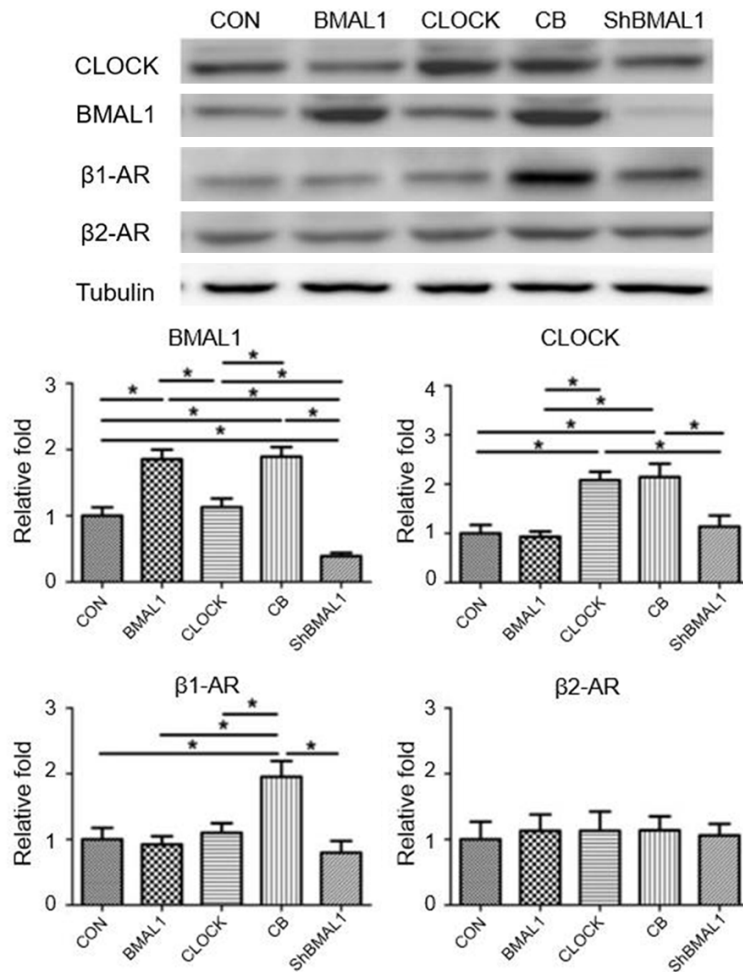 CON BMAL1 CLOCK CB ShBMAL1
CLOCK
BMAL1
β1-AR
β2-AR
Tubulin
BMAL1
Relative fold
3
2
1
0
* * * * * * *
CON BMAL1 CLOCK CB ShBMAL1
CLOCK
Relative fold
4
3
2
1
0
* * * * * *
CON BMAL1 CLOCK CB ShBMAL1
β1-AR
Relative fold
3
2
1
0
* * * *
CON BMAL1 CLOCK CB ShBMAL1
β2-AR
Relative fold
3
2
1
0
CON BMAL1 CLOCK CB ShBMAL1